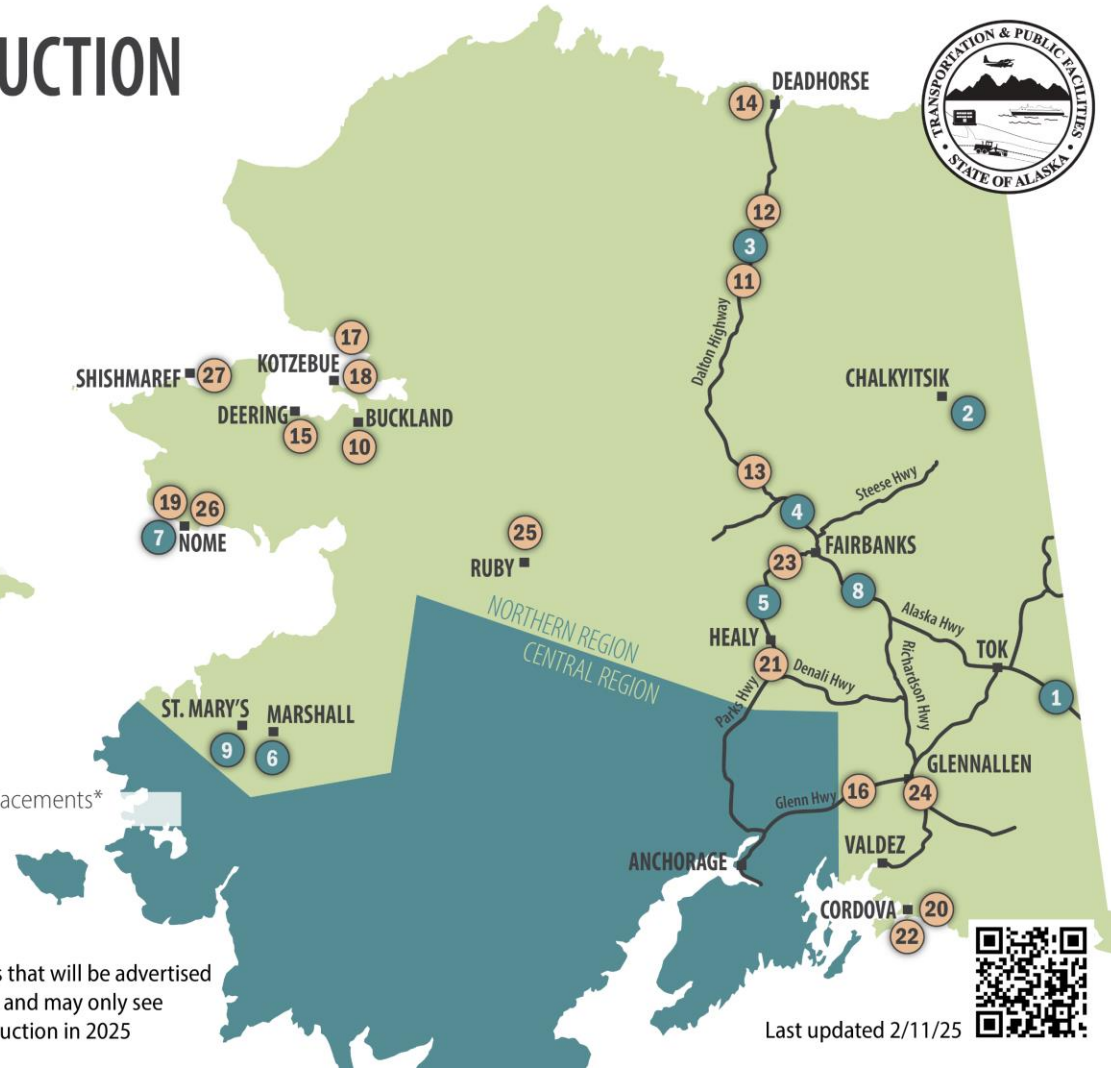 UCTION
TRANSPORTATION & PUBLIC FACILITIES
• STATE OF ALASKA •
14
DEADHORSE
12
3
11
Dalton Highway
17
KOTZEBUE
18
SHISHMAREF
27
DEERING
15
BUCKLAND
10
CHALKYITSIK
2
13
Steese Hwy
4
19
26
7
NOME
25
RUBY
FAIRBANKS
23
8
5
Alaska Hwy
NORTHERN REGION
CENTRAL REGION
HEALY
21
Denali Hwy
Richardson Hwy
TOK
1
Parks Hwy
ST. MARY'S
MARSHALL
9
6
GLENNALLEN
16
24
Glenn Hwy
acements*
VALDEZ
ANCHORAGE
CORDOVA
20
22
s that will be advertised
and may only see
uction in 2025
Last updated 2/11/25